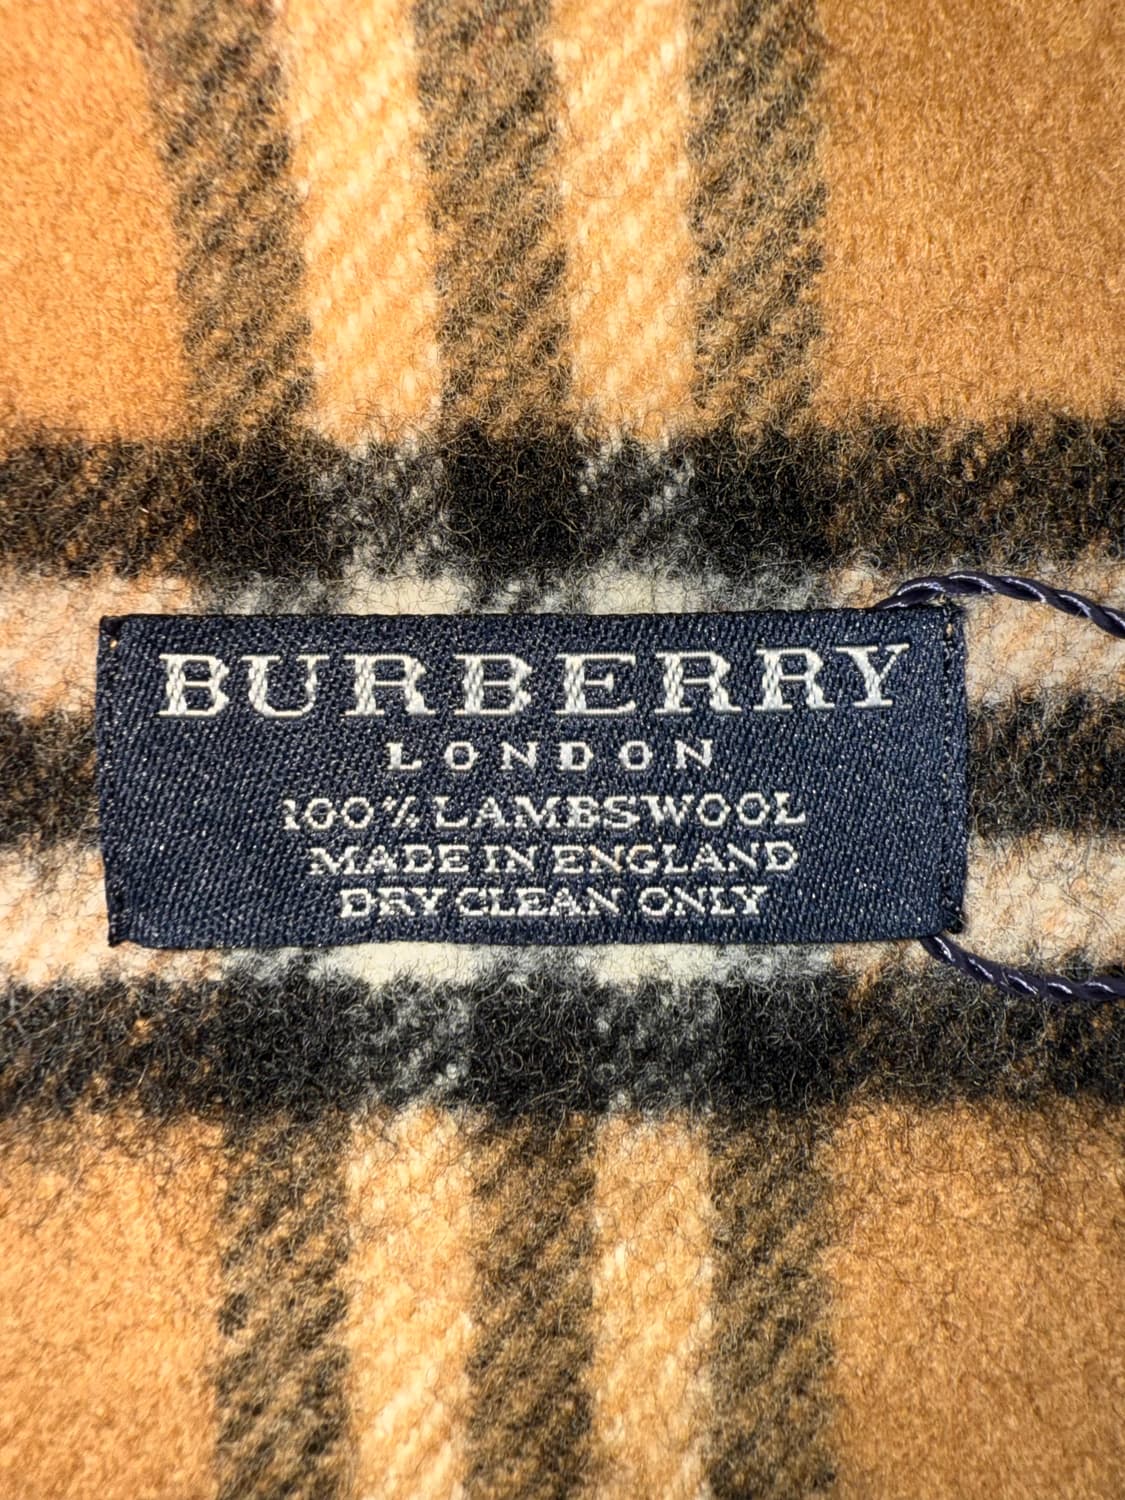 BURBERRY
LONDON
100% LAMBSWOOL
MADE IN ENGLAND
DRY CLEAN ONLY